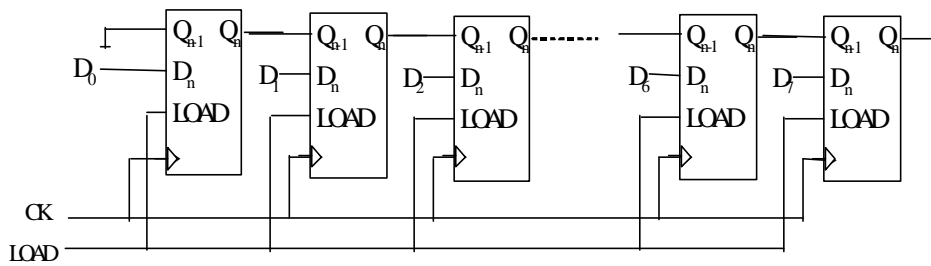 Qn-1 Qn
D0 Dn
LOAD
Qn-1 Qn
D1 Dn
LOAD
Qn-1 Qn
D2 Dn
LOAD
Qn-1 Qn
D6 Dn
LOAD
Qn-1 Qn
D7 Dn
LOAD
CK
LOAD